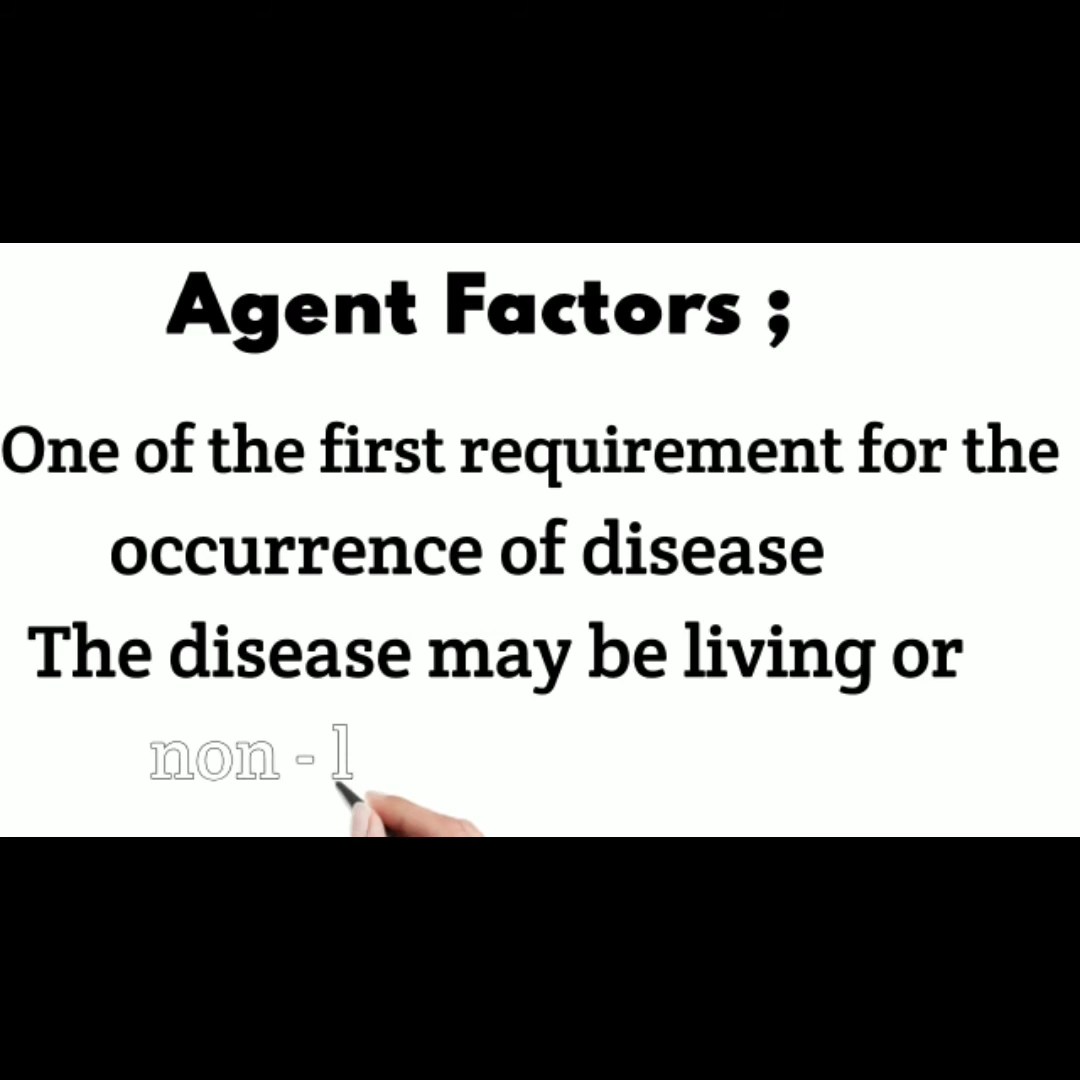 Agent Factors ;
One of the first requirement for the
occurrence of disease
The disease may be living or
non - l